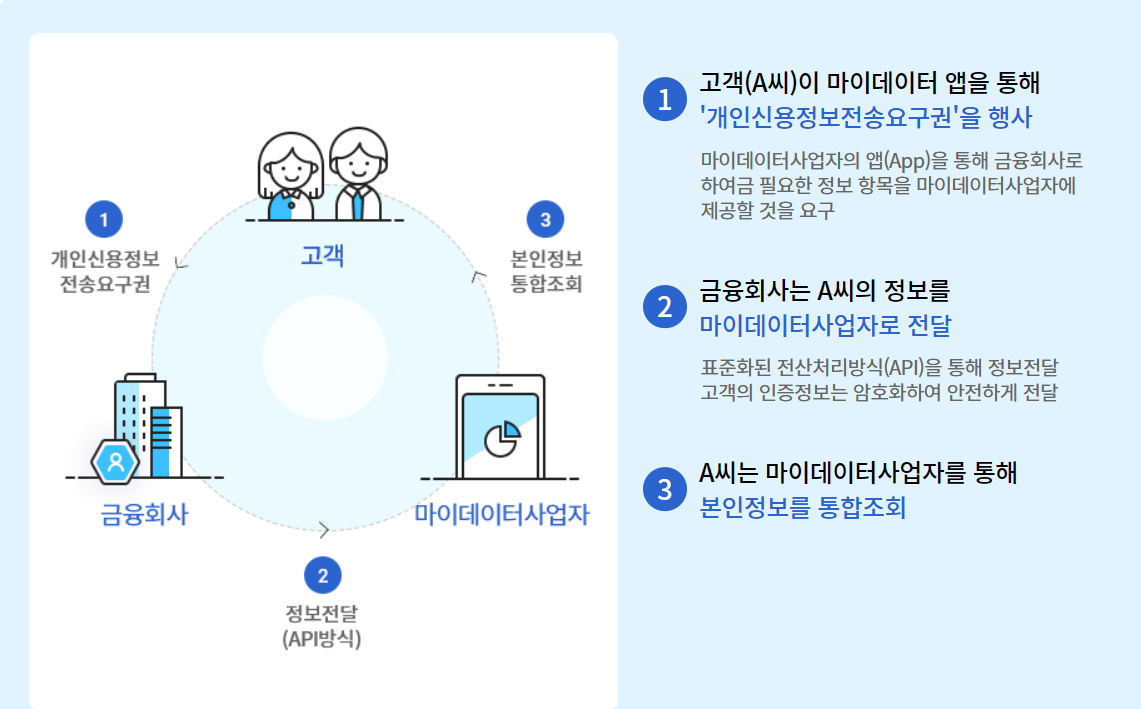 고객
1
개인신용정보
전송요구권
3
본인정보
통합조회
금융회사
마이데이터사업자
2
정보전달
(API방식)
1
고객(A씨)이 마이데이터 앱을 통해
'개인신용정보전송요구권'을 행사
마이데이터사업자의 앱(App)을 통해 금융회사로
하여금 필요한 정보 항목을 마이데이터사업자에
제공할 것을 요구
2
금융회사는 A씨의 정보를
마이데이터사업자로 전달
표준화된 전산처리방식(API)을 통해 정보전달
고객의 인증정보는 암호화하여 안전하게 전달
3
A씨는 마이데이터사업자를 통해
본인정보를 통합조회